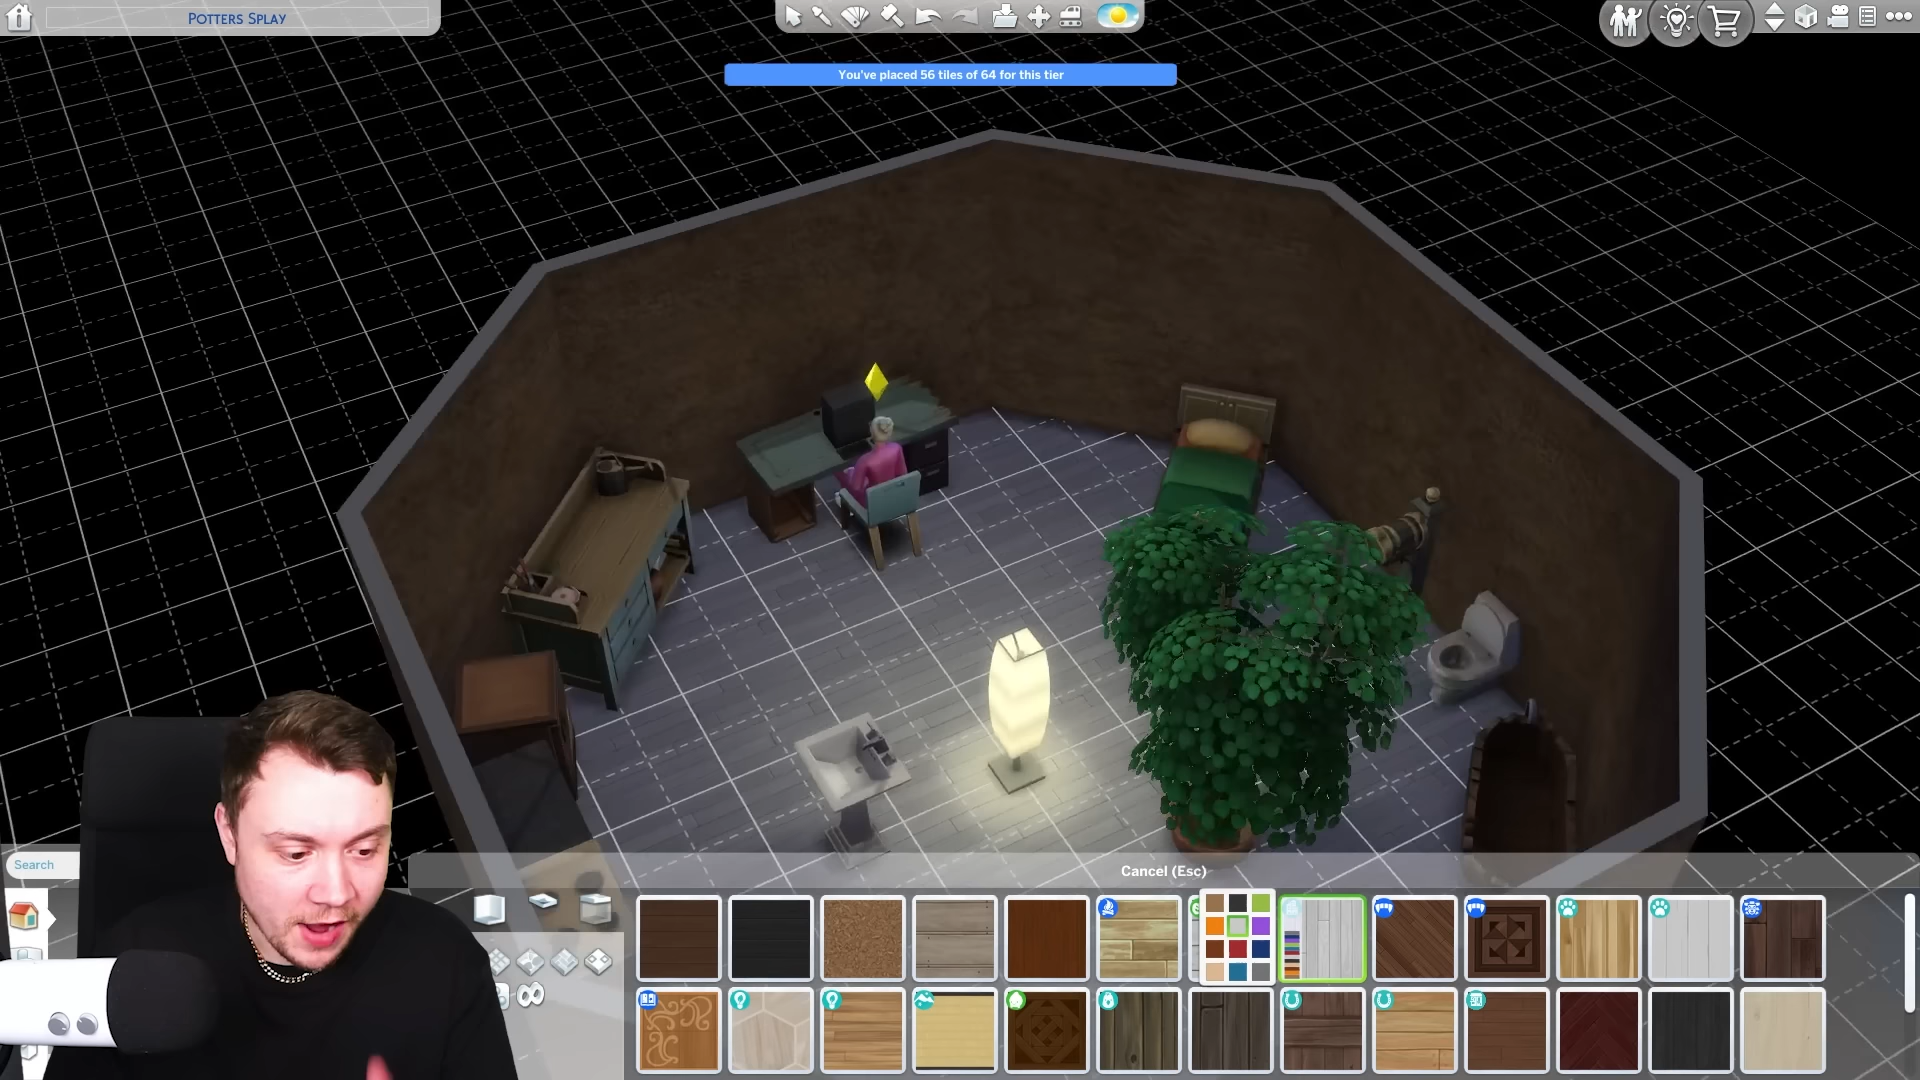 POTTERS SPLAY
You've placed 56 tiles of 64 for this tier
Search
Cancel (Esc)